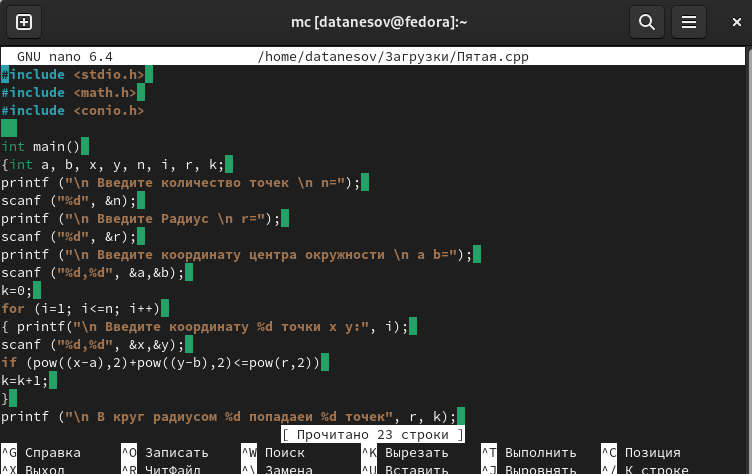 mc [datanesov@fedora]:~
GNU nano 6.4 /home/datanesov/Загрузки/Пятая.cpp
#include <stdio.h>
#include <math.h>
#include <conio.h>
int main()
{int a, b, x, y, n, i, r, k;
printf ("\n Введите количество точек \n n=");
scanf ("%d", &n);
printf ("\n Введите Радиус \n r=");
scanf ("%d", &r);
printf ("\n Введите координату центра окружности \n a b=");
scanf ("%d,%d", &a,&b);
k=0;
for (i=1; i<=n; i++)
{ printf("\n Введите координату %d точки x y:", i);
scanf ("%d,%d", &x,&y);
if (pow((x-a),2)+pow((y-b),2)<=pow(r,2))
k=k+1;
}
printf ("\n В круг радиусом %d попадаеи %d точек", r, k);
[ Прочитано 23 строки ]
^G Справка ^O Записать ^W Поиск ^K Вырезать ^T Выполнить ^C Позиция
^X Выход ^R ЧитФайл ^\ Замена ^U Вставить ^J Выровнять ^/ К строке